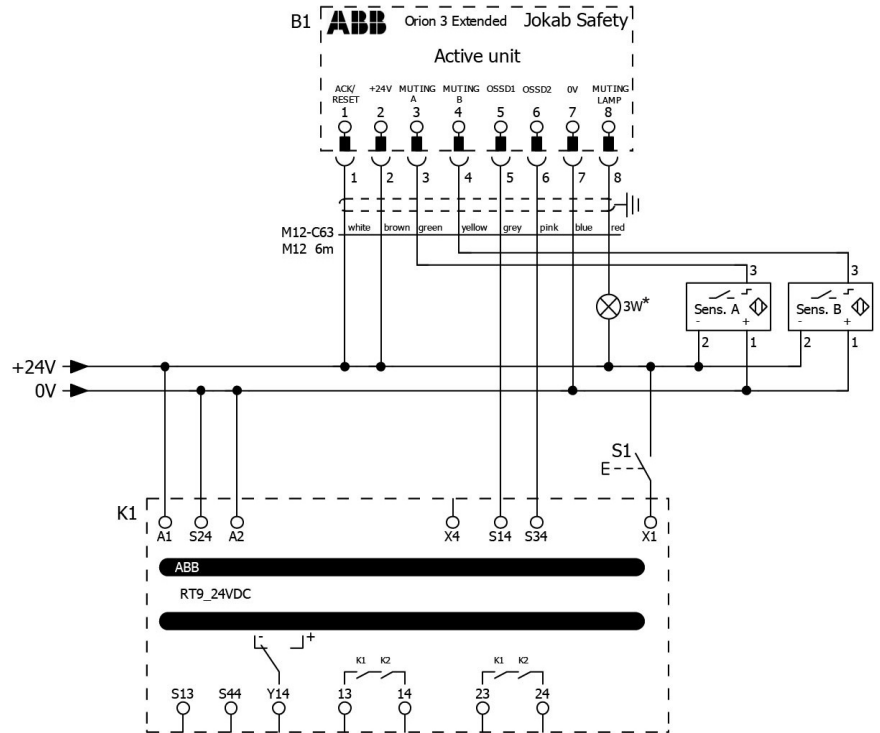 B1 ABB Orion 3 Extended Jokab Safety
Active unit
ACK/ RESET +24V MUTING A MUTING B OSSD1 OSSD2 0V MUTING LAMP
1 2 3 4 5 6 7 8
1 2 3 4 5 6 7 8
M12-C63 white brown green yellow grey pink blue red
M12 6m
3 3
3W* Sens. A Sens. B
- + - +
2 1 2 1
+24V
0V
S1
E
K1
A1 S24 A2 X4 S14 S34 X1
ABB
RT9_24VDC
- +
K1 K2 K1 K2
S13 S44 Y14 13 14 23 24